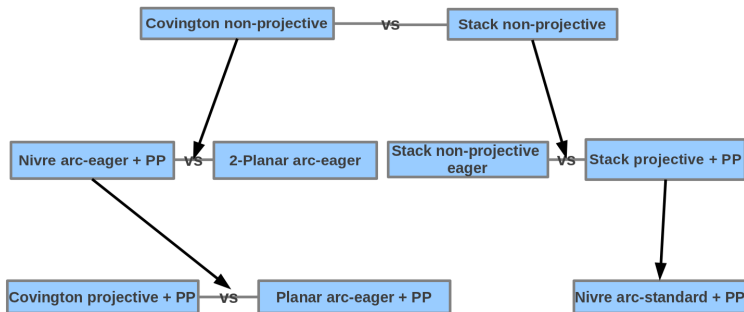 Covington non-projective vs Stack non-projective
Nivre arc-eager + PP vs 2-Planar arc-eager
Stack non-projective
eager
vs Stack projective + PP
Covington projective + PP vs Planar arc-eager + PP
Nivre arc-standard + PP